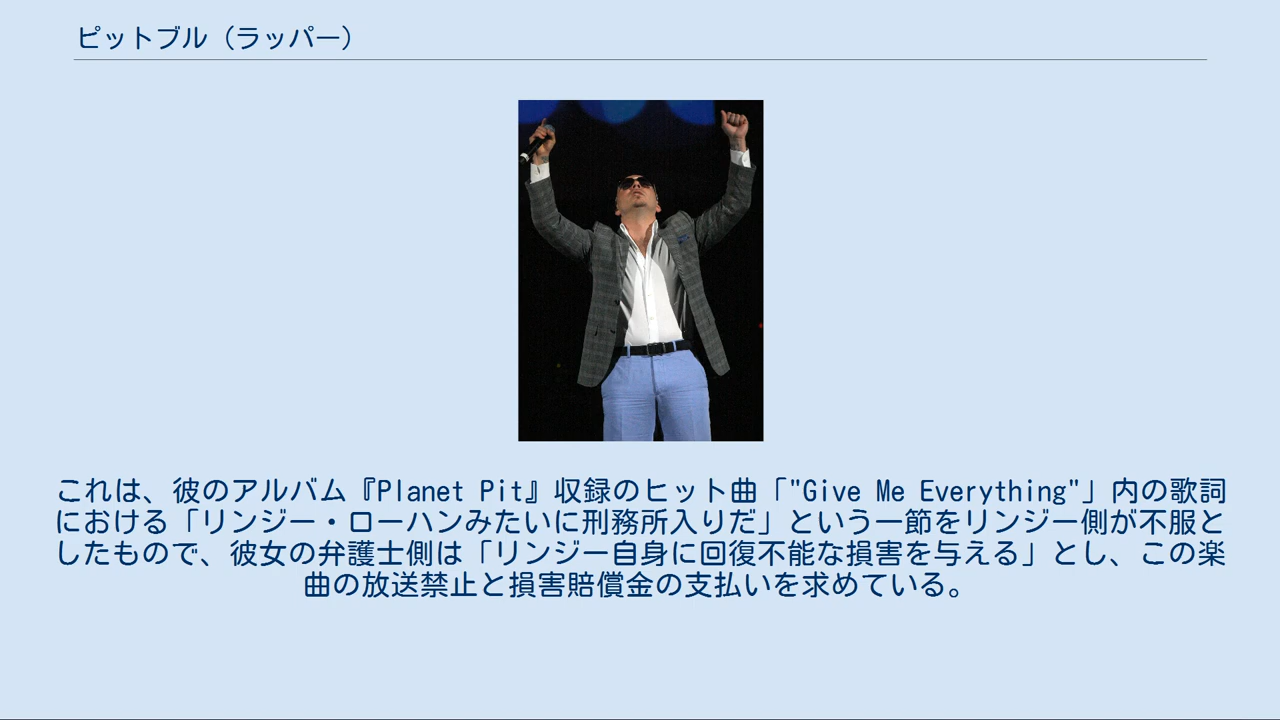 ピットブル（ラッパー）
これは、彼のアルバム『Planet Pit』収録のヒット曲「"Give Me Everything"」内の歌詞
における「リンジー・ローハンみたいに刑務所入りだ」という一節をリンジー側が不服と
したもので、彼女の弁護士側は「リンジー自身に回復不能な損害を与える」とし、この楽
曲の放送禁止と損害賠償金の支払いを求めている。